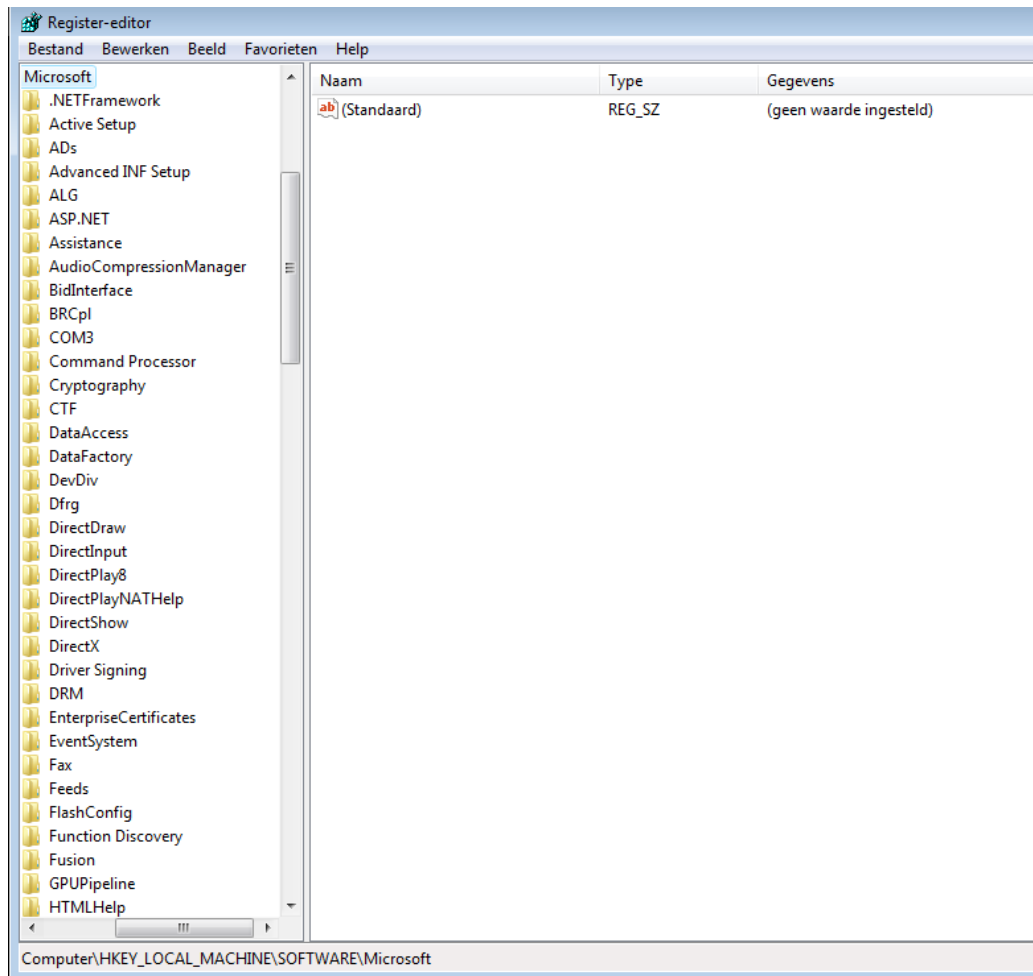 Register-editor
Bestand Bewerken Beeld Favorieten Help
Microsoft
.NETFramework
Active Setup
ADs
Advanced INF Setup
ALG
ASP.NET
Assistance
AudioCompressionManager
BidInterface
BRCpl
COM3
Command Processor
Cryptography
CTF
DataAccess
DataFactory
DevDiv
Dfrg
DirectDraw
DirectInput
DirectPlay8
DirectPlayNATHelp
DirectShow
DirectX
Driver Signing
DRM
EnterpriseCertificates
EventSystem
Fax
Feeds
FlashConfig
Function Discovery
Fusion
GPUPipeline
HTMLHelp
Naam Type Gegevens
ab (Standaard) REG_SZ (geen waarde ingesteld)
Computer\HKEY_LOCAL_MACHINE\SOFTWARE\Microsoft